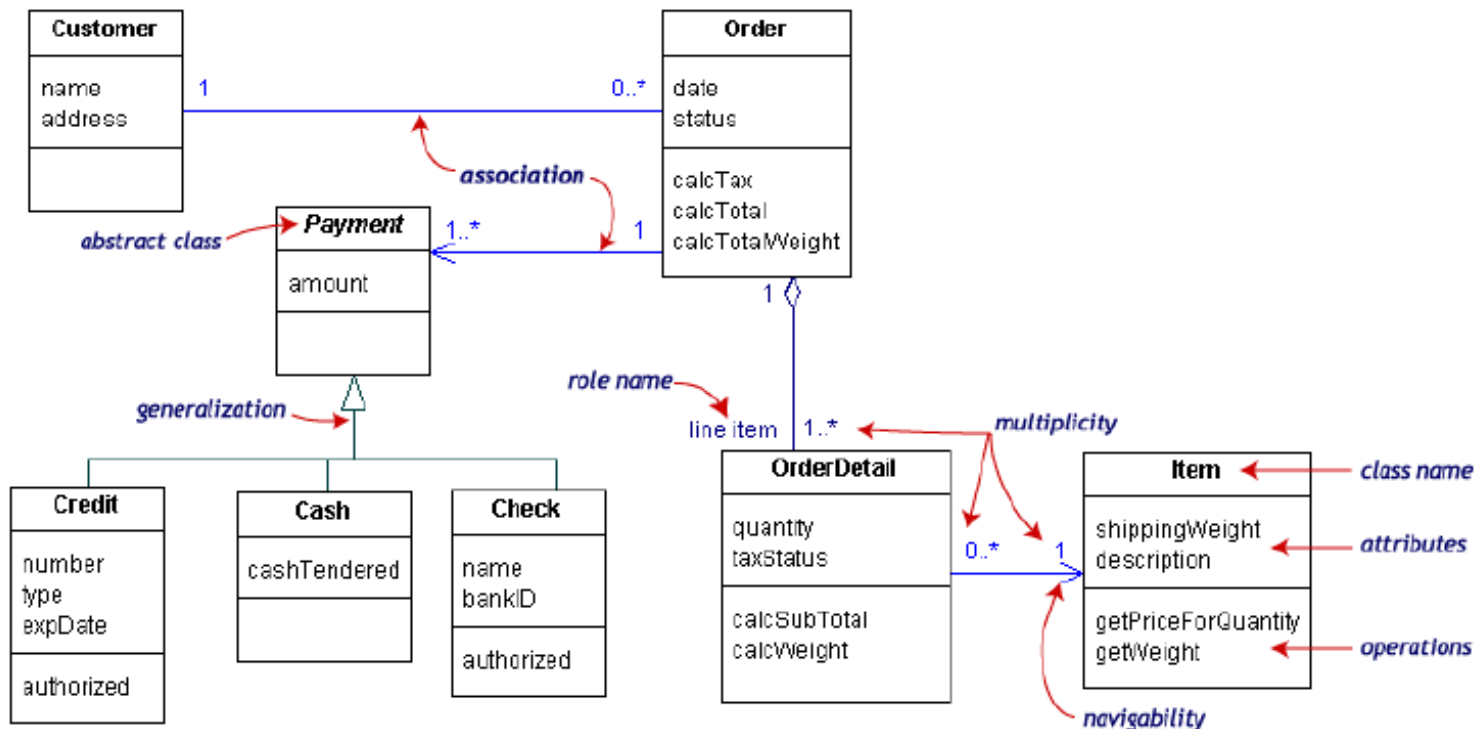 Customer
name
address
1
0..*
Order
date
status
calcTax
calcTotal
calcTotalWeight
association
abstract class
Payment
amount
1..*
1
1
generalization
role name
line item
1..*
multiplicity
Credit
number
type
expDate
authorized
Cash
cashTendered
Check
name
bankID
authorized
OrderDetail
quantity
taxStatus
calcSubTotal
calcWeight
0..*
1
Item
shippingWeight
description
getPriceForQuantity
getWeight
class name
attributes
operations
navigability